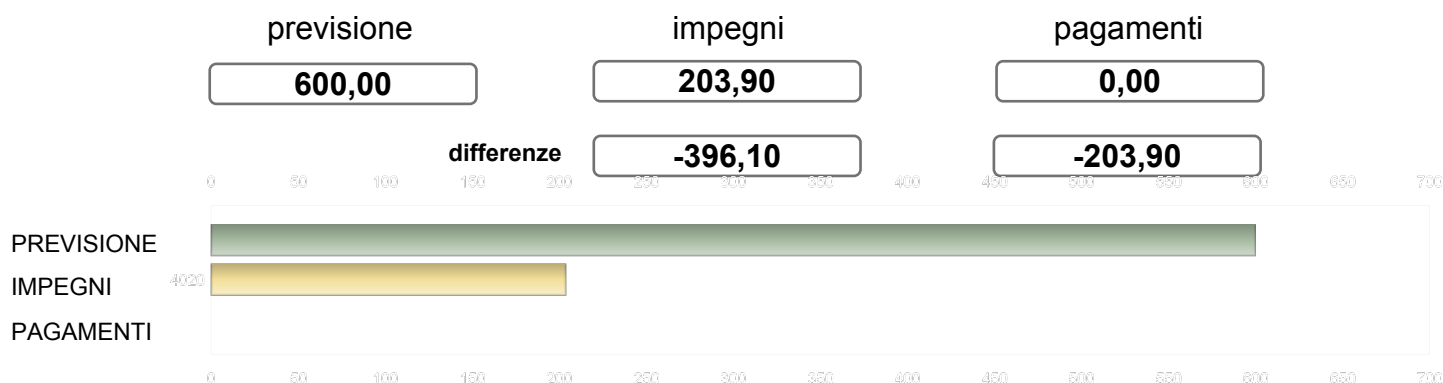 previsione impegni pagamenti
600,00 203,90 0,00
differenze -396,10 -203,90
0 50 100 150 200 250 300 350 400 450 500 550 600 650 700
PREVISIONE
4020
IMPEGNI
PAGAMENTI
0 50 100 150 200 250 300 350 400 450 500 550 600 650 700